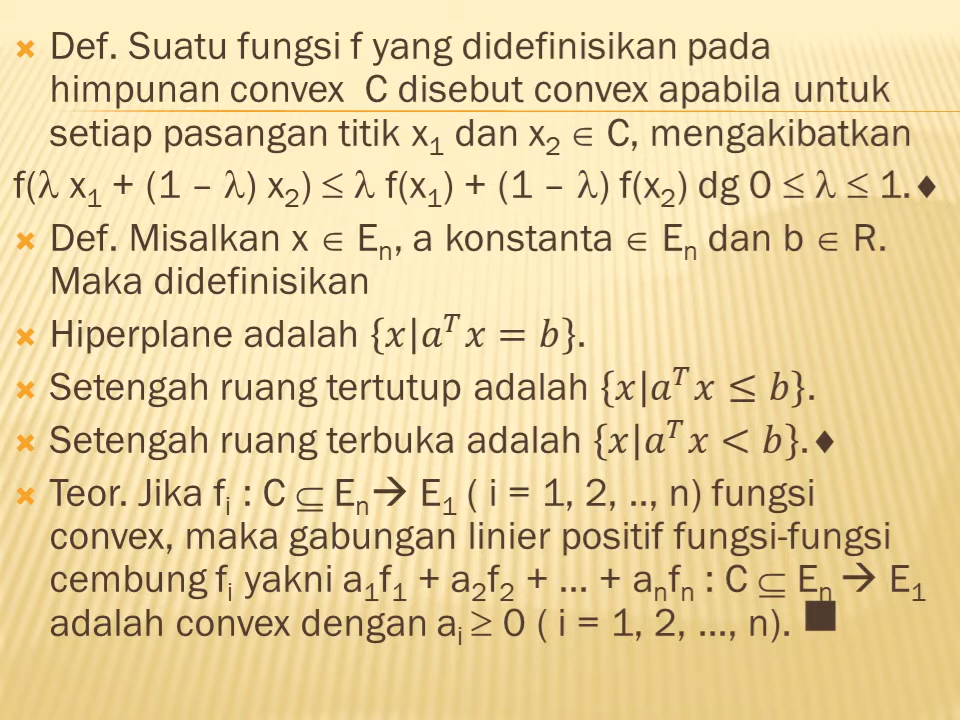 Def. Suatu fungsi f yang didefinisikan pada
himpunan convex C disebut convex apabila untuk
setiap pasangan titik x₁ dan x₂ ∈ C, mengakibatkan
f(λ x₁ + (1 – λ) x₂) ≤ λ f(x₁) + (1 – λ) f(x₂) dg 0 ≤ λ ≤ 1.♦
Def. Misalkan x ∈ Eₙ, a konstanta ∈ Eₙ dan b ∈ R.
Maka didefinisikan
Hiperplane adalah {𝑥|𝑎ᵀ𝑥 = 𝑏}.
Setengah ruang tertutup adalah {𝑥|𝑎ᵀ𝑥 ≤ 𝑏}.
Setengah ruang terbuka adalah {𝑥|𝑎ᵀ𝑥 < 𝑏}.♦
Teor. Jika fᵢ : C ⊆ Eₙ→ E₁ ( i = 1, 2, .., n) fungsi
convex, maka gabungan linier positif fungsi-fungsi
cembung fᵢ yakni a₁f₁ + a₂f₂ + ... + aₙfₙ : C ⊆ Eₙ → E₁
adalah convex dengan aᵢ ≥ 0 ( i = 1, 2, ..., n). ■